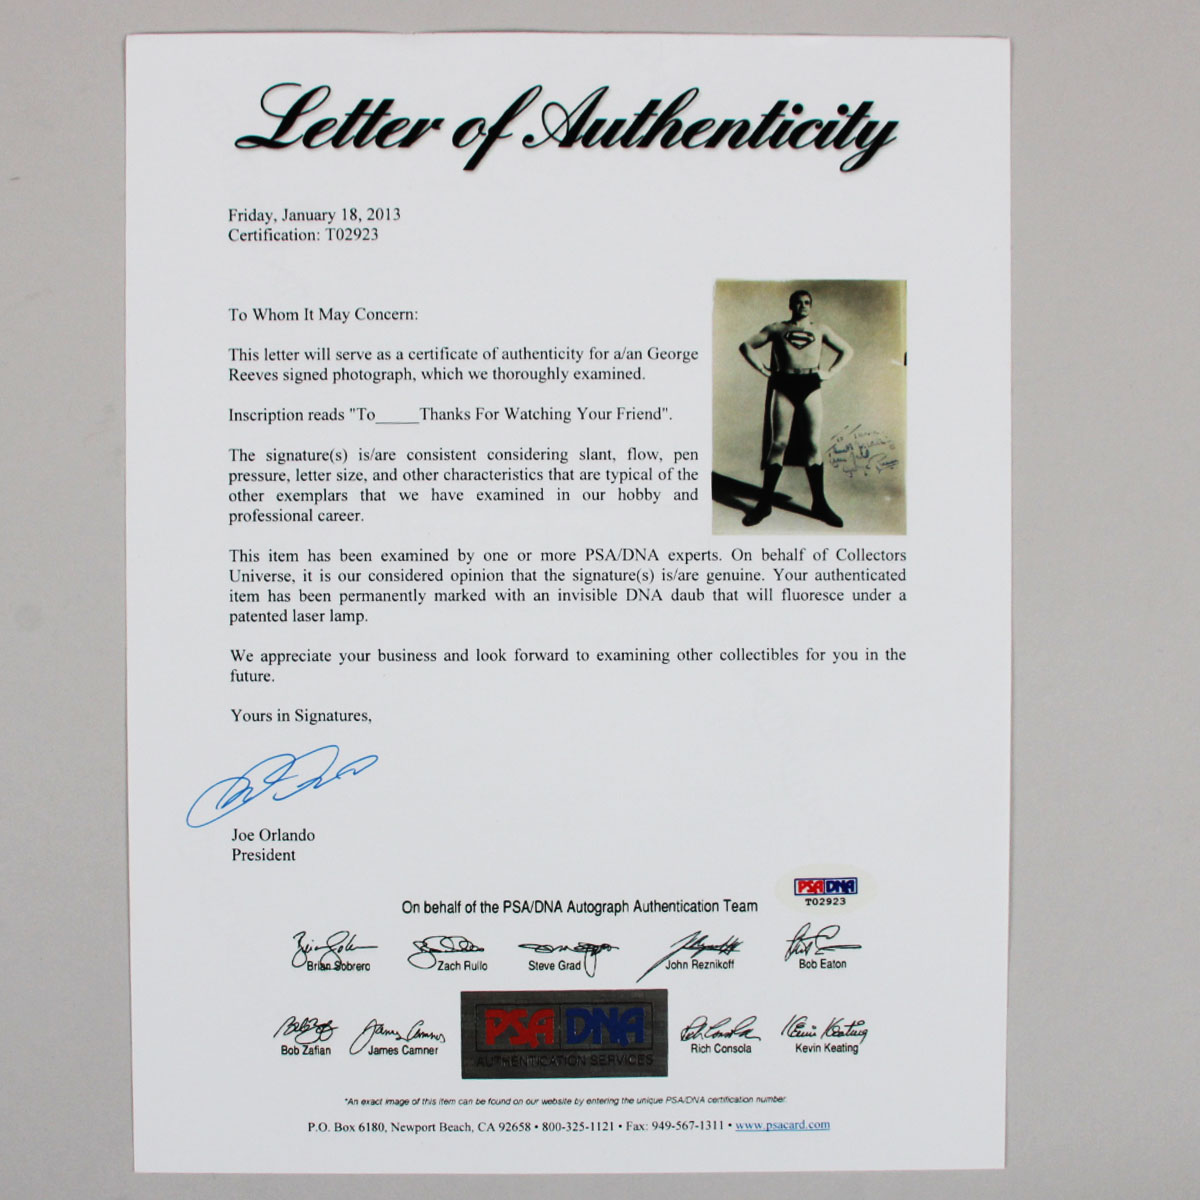 Letter of Authenticity
Friday, January 18, 2013
Certification: T02923
To Whom It May Concern:
This letter will serve as a certificate of authenticity for a/an George
Reeves signed photograph, which we thoroughly examined.
Inscription reads "To_____Thanks For Watching Your Friend".
The signature(s) is/are consistent considering slant, flow, pen
pressure, letter size, and other characteristics that are typical of the
other exemplars that we have examined in our hobby and
professional career.
This item has been examined by one or more PSA/DNA experts. On behalf of Collectors
Universe, it is our considered opinion that the signature(s) is/are genuine. Your authenticated
item has been permanently marked with an invisible DNA daub that will fluoresce under a
patented laser lamp.
We appreciate your business and look forward to examining other collectibles for you in the
future.
Yours in Signatures,
Joe Orlando
President
PSA DNA
T02923
On behalf of the PSA/DNA Autograph Authentication Team
Brian Sobrero Zach Rullo Steve Grad John Reznikoff Bob Eaton
Bob Zafian James Camner Rich Consola Kevin Keating
PSA DNA
AUTHENTICATION SERVICES
*An exact image of this item can be found on our website by entering the unique PSA/DNA certification number.
P.O. Box 6180, Newport Beach, CA 92658 • 800-325-1121 • Fax: 949-567-1311 • www.psacard.com